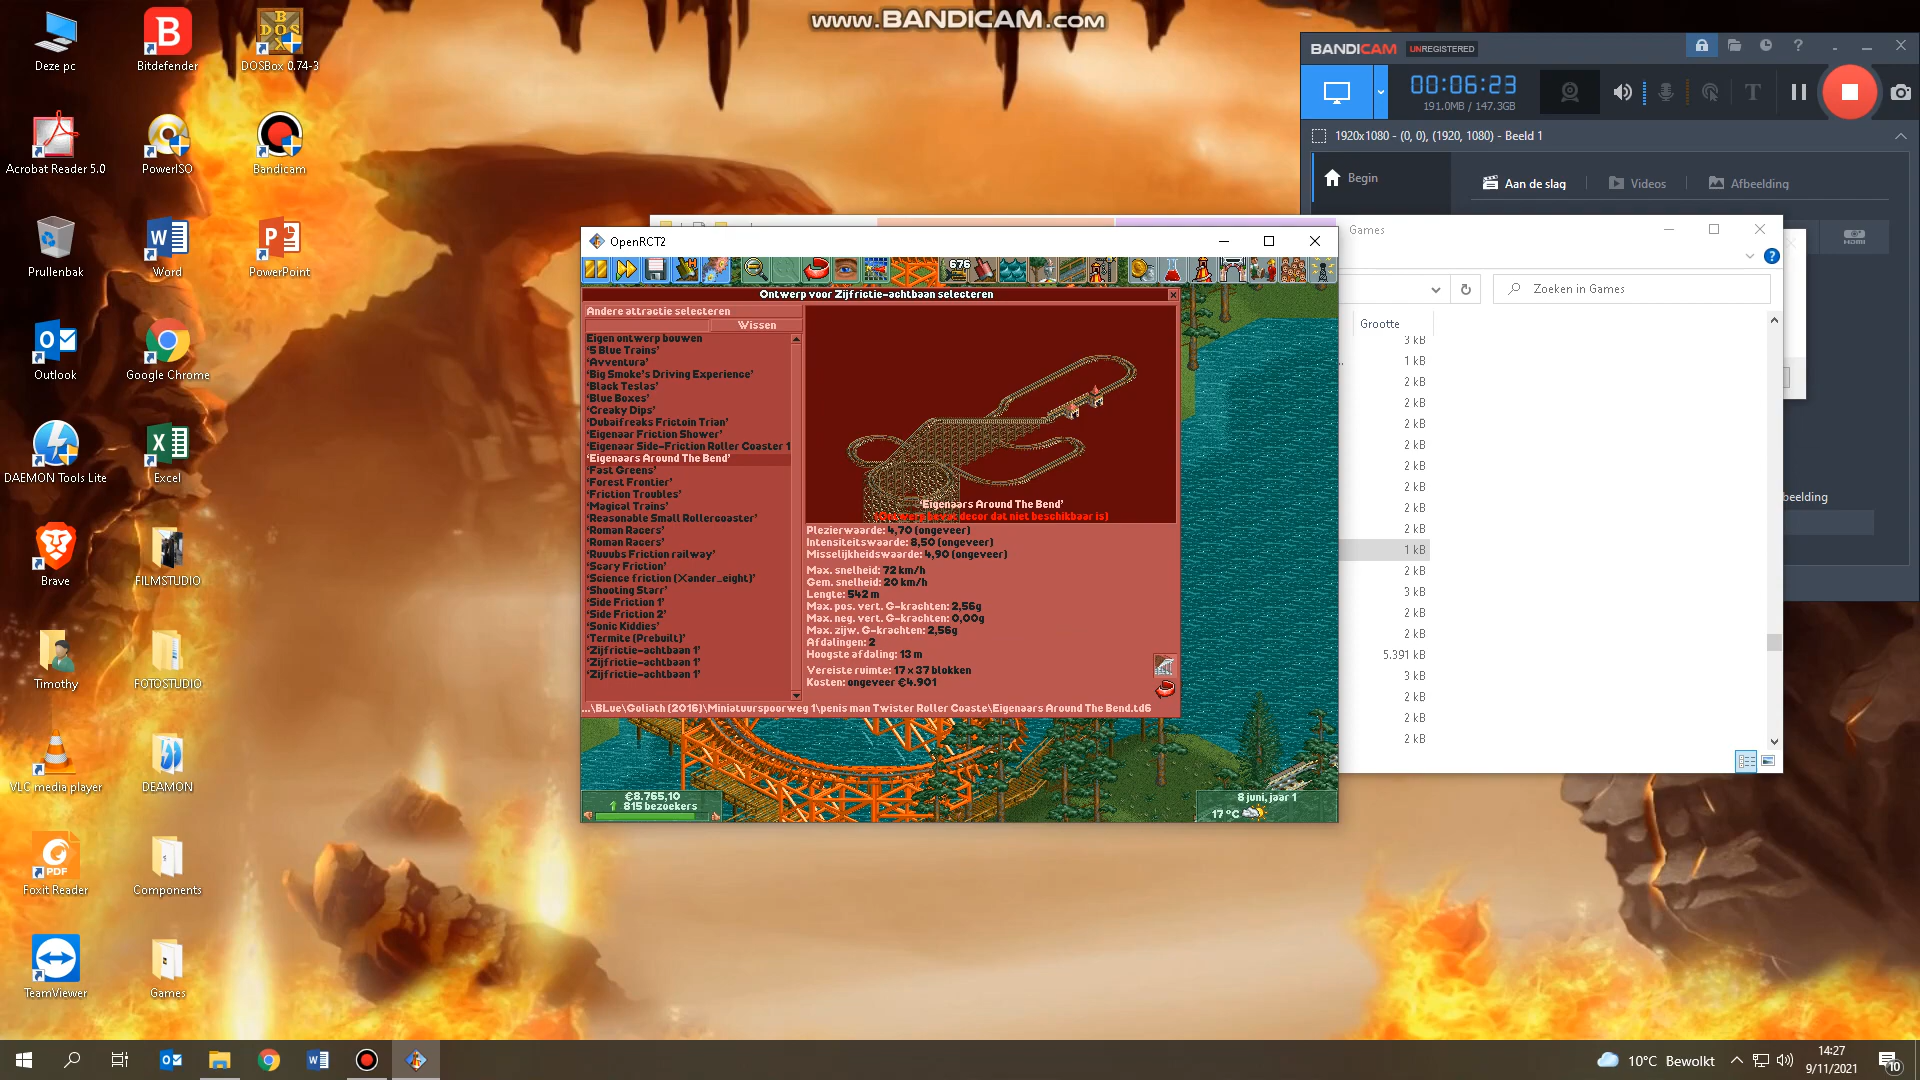 www.BANDICAM.com
Deze pc
Bitdefender
DOSBox 0.74-3
Acrobat Reader 5.0
PowerISO
Bandicam
Prullenbak
Word
PowerPoint
Outlook
Google Chrome
DAEMON Tools Lite
Excel
Brave
FILMSTUDIO
Timothy
FOTOSTUDIO
VLC media player
DEAMON
Foxit Reader
Components
TeamViewer
Games
BANDICAM UNREGISTERED
00:06:23
191.0MB / 147.3GB
1920x1080 - (0, 0), (1920, 1080) - Beeld 1
Begin
Aan de slag
Videos
Afbeelding
HDMI
beelding
Games
Zoeken in Games
Grootte
3 kB
1 kB
2 kB
2 kB
2 kB
2 kB
2 kB
2 kB
2 kB
2 kB
1 kB
2 kB
3 kB
2 kB
2 kB
5.391 kB
3 kB
2 kB
2 kB
2 kB
OpenRCT2
676
Ontwerp voor Zijfrictie-achtbaan selecteren
Andere attractie selecteren
Wissen
Eigen ontwerp bouwen
'5 Blue Trains'
'Avventura'
'Big Smoke's Driving Experience'
'Black Teslas'
'Blue Boxes'
'Creaky Dips'
'Dubaifreaks Frictoin Trian'
'Eigenaar Friction Shower'
'Eigenaar Side-Friction Roller Coaster 1
'Eigenaars Around The Bend'
'Fast Greens'
'Forest Frontier'
'Friction Troubles'
'Magical Trains'
'Reasonable Small Rollercoaster'
'Roman Racers'
'Roman Racers'
'Ruuubs Friction railway'
'Scary Friction'
'Science friction (Xander_eight)'
'Shooting Starr'
'Side Friction 1'
'Side Friction 2'
'Sonic Kiddies'
'Termite (Prebuilt)'
'Zijfrictie-achtbaan 1'
'Zijfrictie-achtbaan 1'
'Zijfrictie-achtbaan 1'
'Eigenaars Around The Bend'
(Ontwerp bevat decor dat niet beschikbaar is)
Plezierwaarde: 4,70 (ongeveer)
Intensiteitswaarde: 8,50 (ongeveer)
Misselijkheidswaarde: 4,90 (ongeveer)
Max. snelheid: 72 km/h
Gem. snelheid: 20 km/h
Lengte: 542 m
Max. pos. vert. G-krachten: 2,56g
Max. neg. vert. G-krachten: 0,00g
Max. zijw. G-krachten: 2,56g
Afdalingen: 2
Hoogste afdaling: 13 m
Vereiste ruimte: 17 x 37 blokken
Kosten: ongeveer €4.901
...\BLue\Goliath (2016)\Miniatuurspoorweg 1\penis man Twister Roller Coaste\Eigenaars Around The Bend.td6
€8.765,10
815 bezoekers
8 juni, jaar 1
17 °C
10°C Bewolkt
14:27
9/11/2021
10